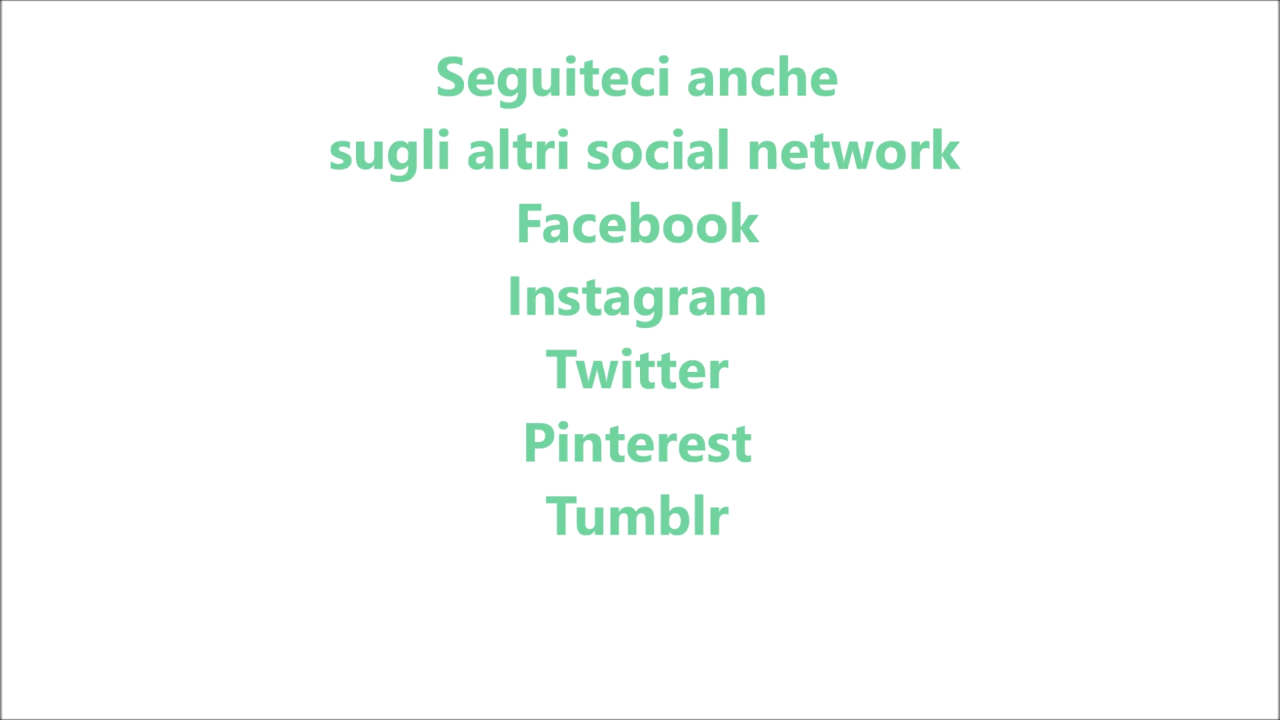 Seguiteci anche
sugli altri social network
Facebook
Instagram
Twitter
Pinterest
Tumblr